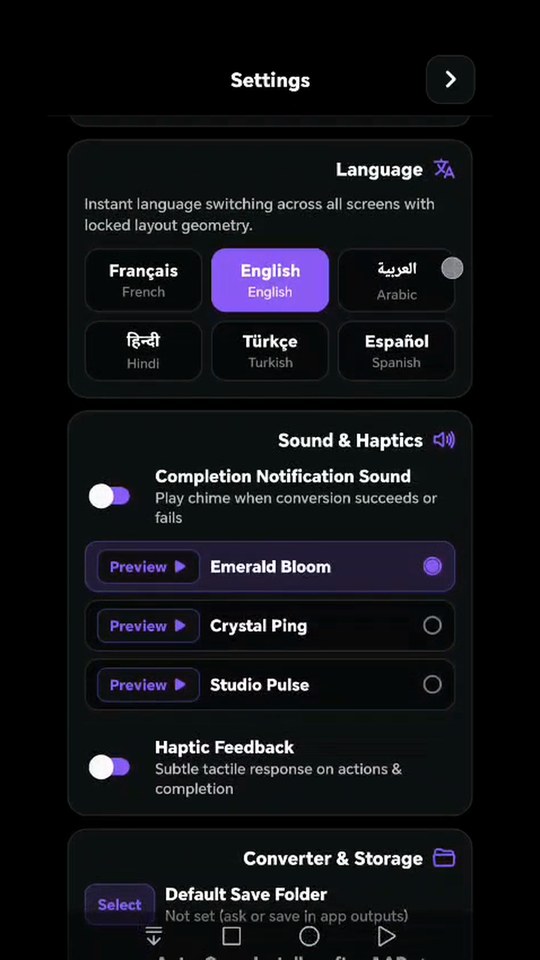 Settings
Language
Instant language switching across all screens with
locked layout geometry.
Français
French
English
English
العربية
Arabic
हिन्दी
Hindi
Türkçe
Turkish
Español
Spanish
Sound & Haptics
Completion Notification Sound
Play chime when conversion succeeds or
fails
Preview
Emerald Bloom
Preview
Crystal Ping
Preview
Studio Pulse
Haptic Feedback
Subtle tactile response on actions &
completion
Converter & Storage
Select
Default Save Folder
Not set (ask or save in app outputs)